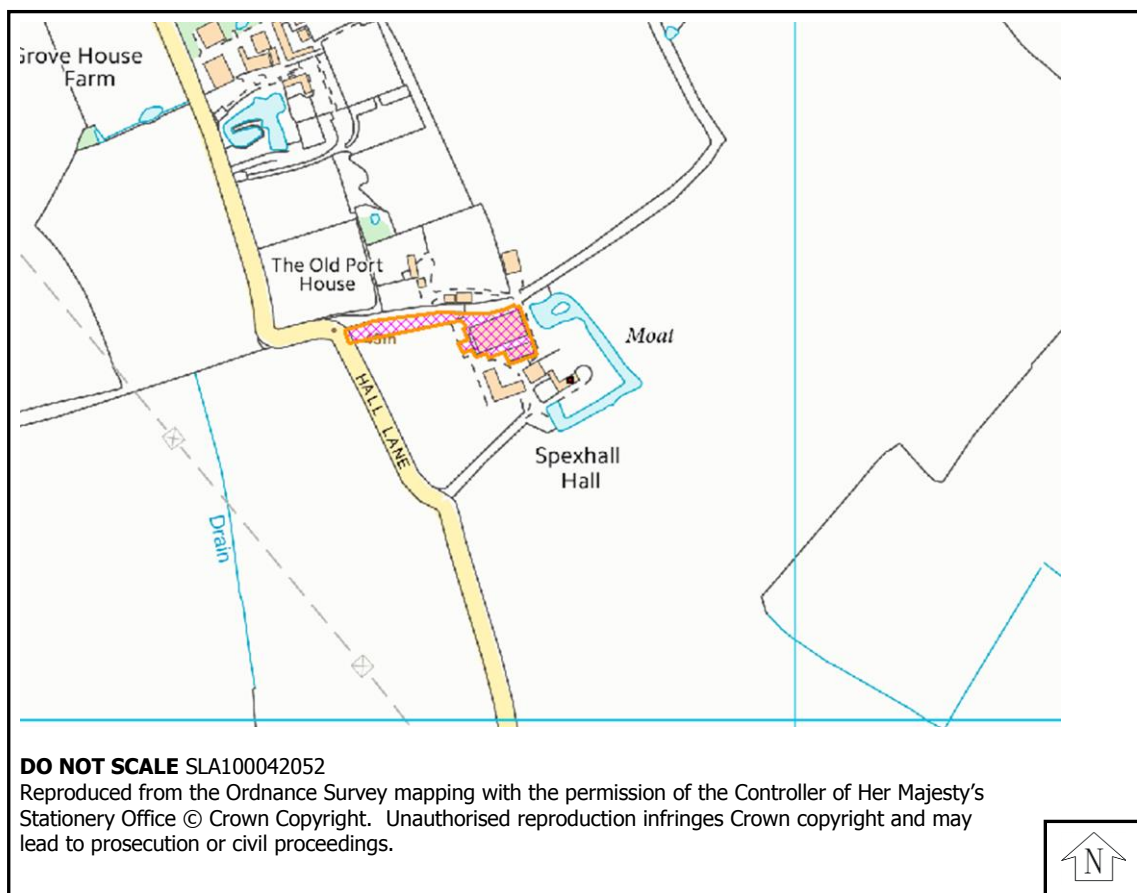 Grove House
Farm
The Old Port
House
Moat
HALL LANE
Spexhall
Hall
Drain
DO NOT SCALE SLA100042052
Reproduced from the Ordnance Survey mapping with the permission of the Controller of Her Majesty's
Stationery Office © Crown Copyright. Unauthorised reproduction infringes Crown copyright and may
lead to prosecution or civil proceedings.
N